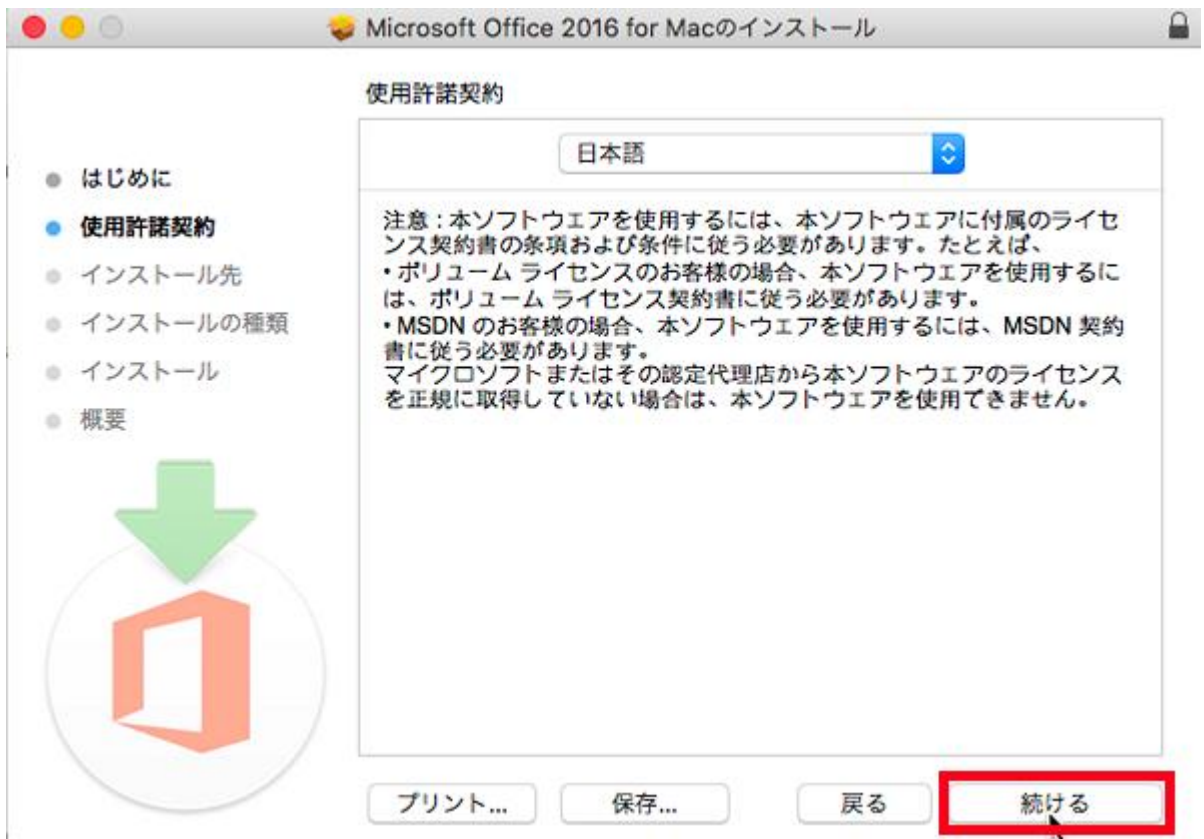 Microsoft Office 2016 for Macのインストール
使用許諾契約
日本語
はじめに
使用許諾契約
インストール先
インストールの種類
インストール
概要
注意 : 本ソフトウエアを使用するには、本ソフトウエアに付属のライセ
ンス契約書の条項および条件に従う必要があります。たとえば、
• ボリューム ライセンスのお客様の場合、本ソフトウエアを使用するに
は、ボリューム ライセンス契約書に従う必要があります。
• MSDN のお客様の場合、本ソフトウエアを使用するには、MSDN 契約
書に従う必要があります。
マイクロソフトまたはその認定代理店から本ソフトウエアのライセンス
を正規に取得していない場合は、本ソフトウエアを使用できません。
プリント... 保存... 戻る 続ける